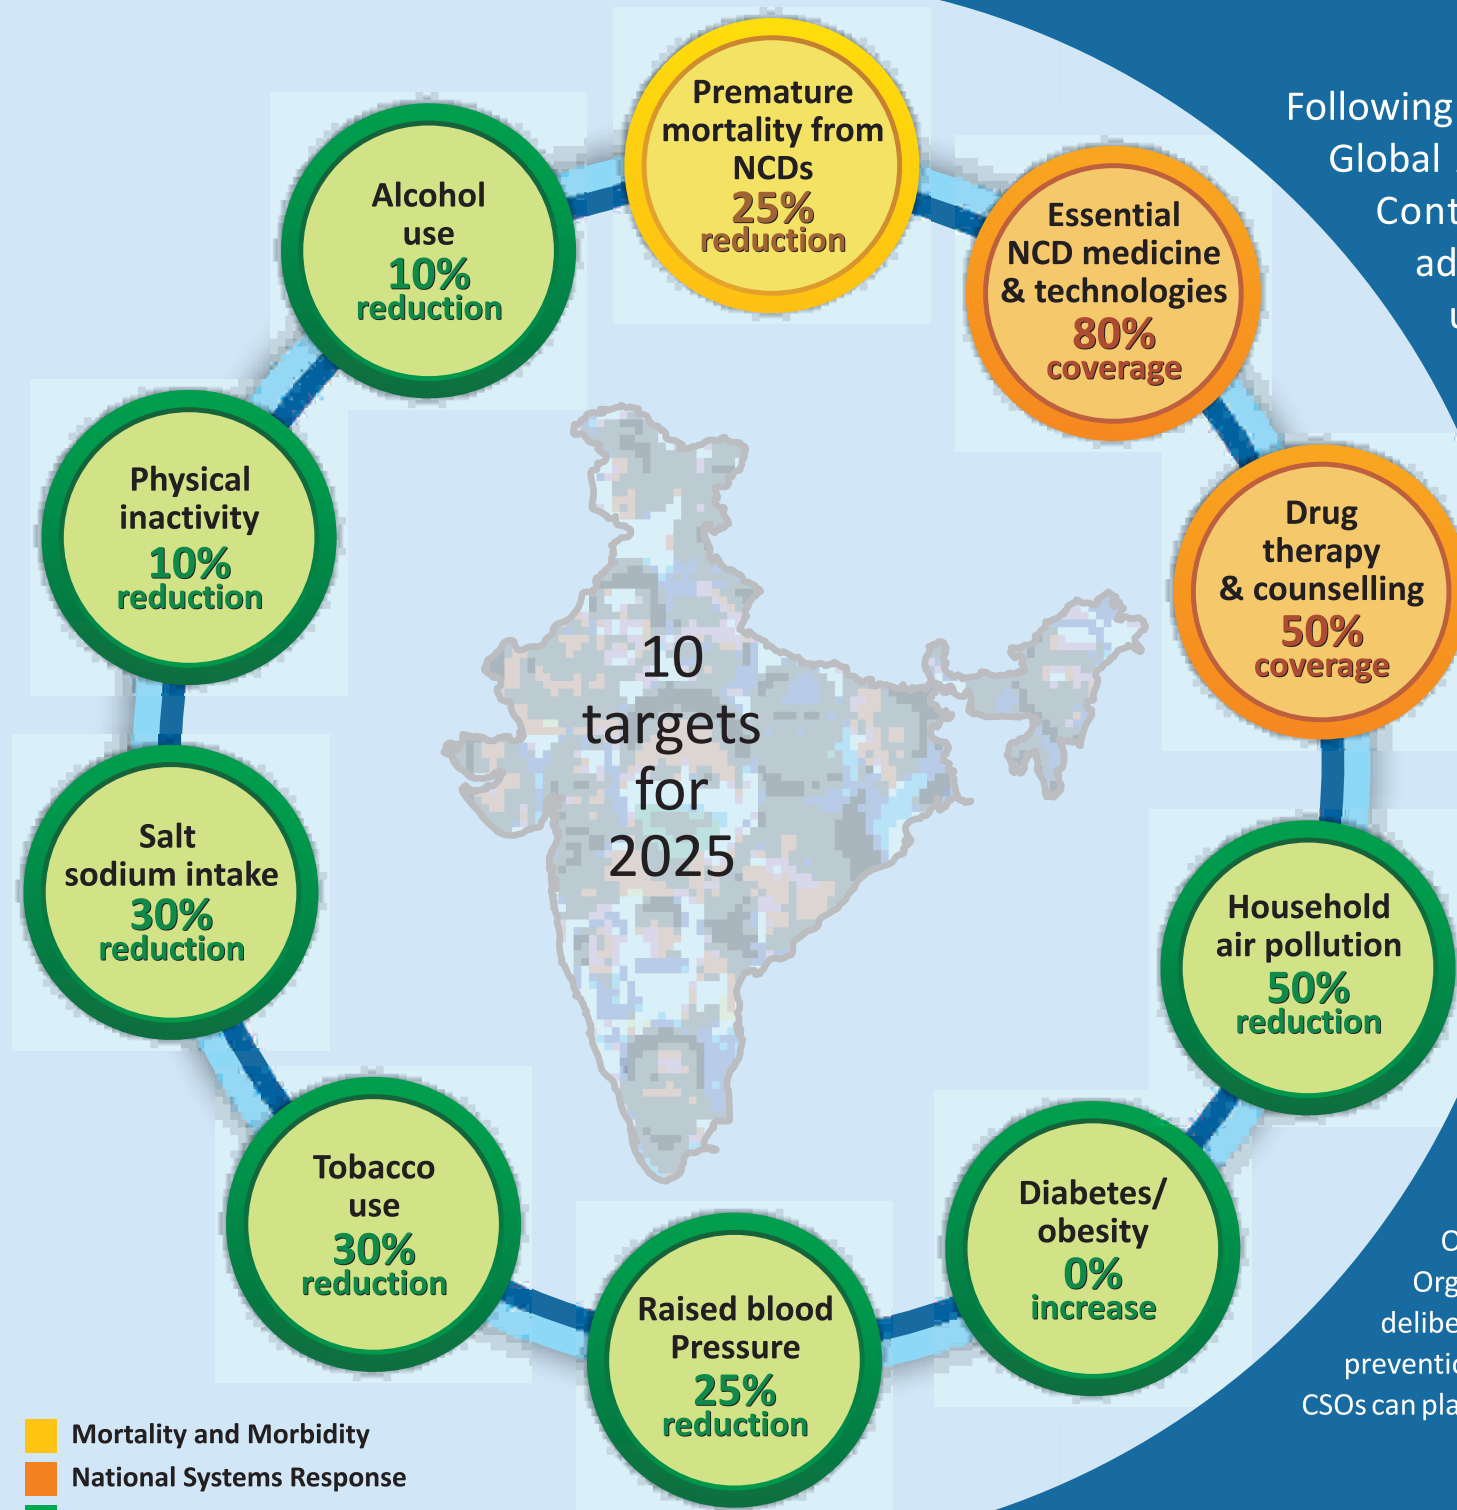 Premature
mortality from
NCDs
25%
reduction
Essential
NCD medicine
& technologies
80%
coverage
Drug
therapy
& counselling
50%
coverage
Household
air pollution
50%
reduction
Diabetes/
obesity
0%
increase
Raised blood
Pressure
25%
reduction
Tobacco
use
30%
reduction
Salt
sodium intake
30%
reduction
Physical
inactivity
10%
reduction
Alcohol
use
10%
reduction
10
targets
for
2025
Following
Global
CSOs can
Mortality and Morbidity
National Systems Response